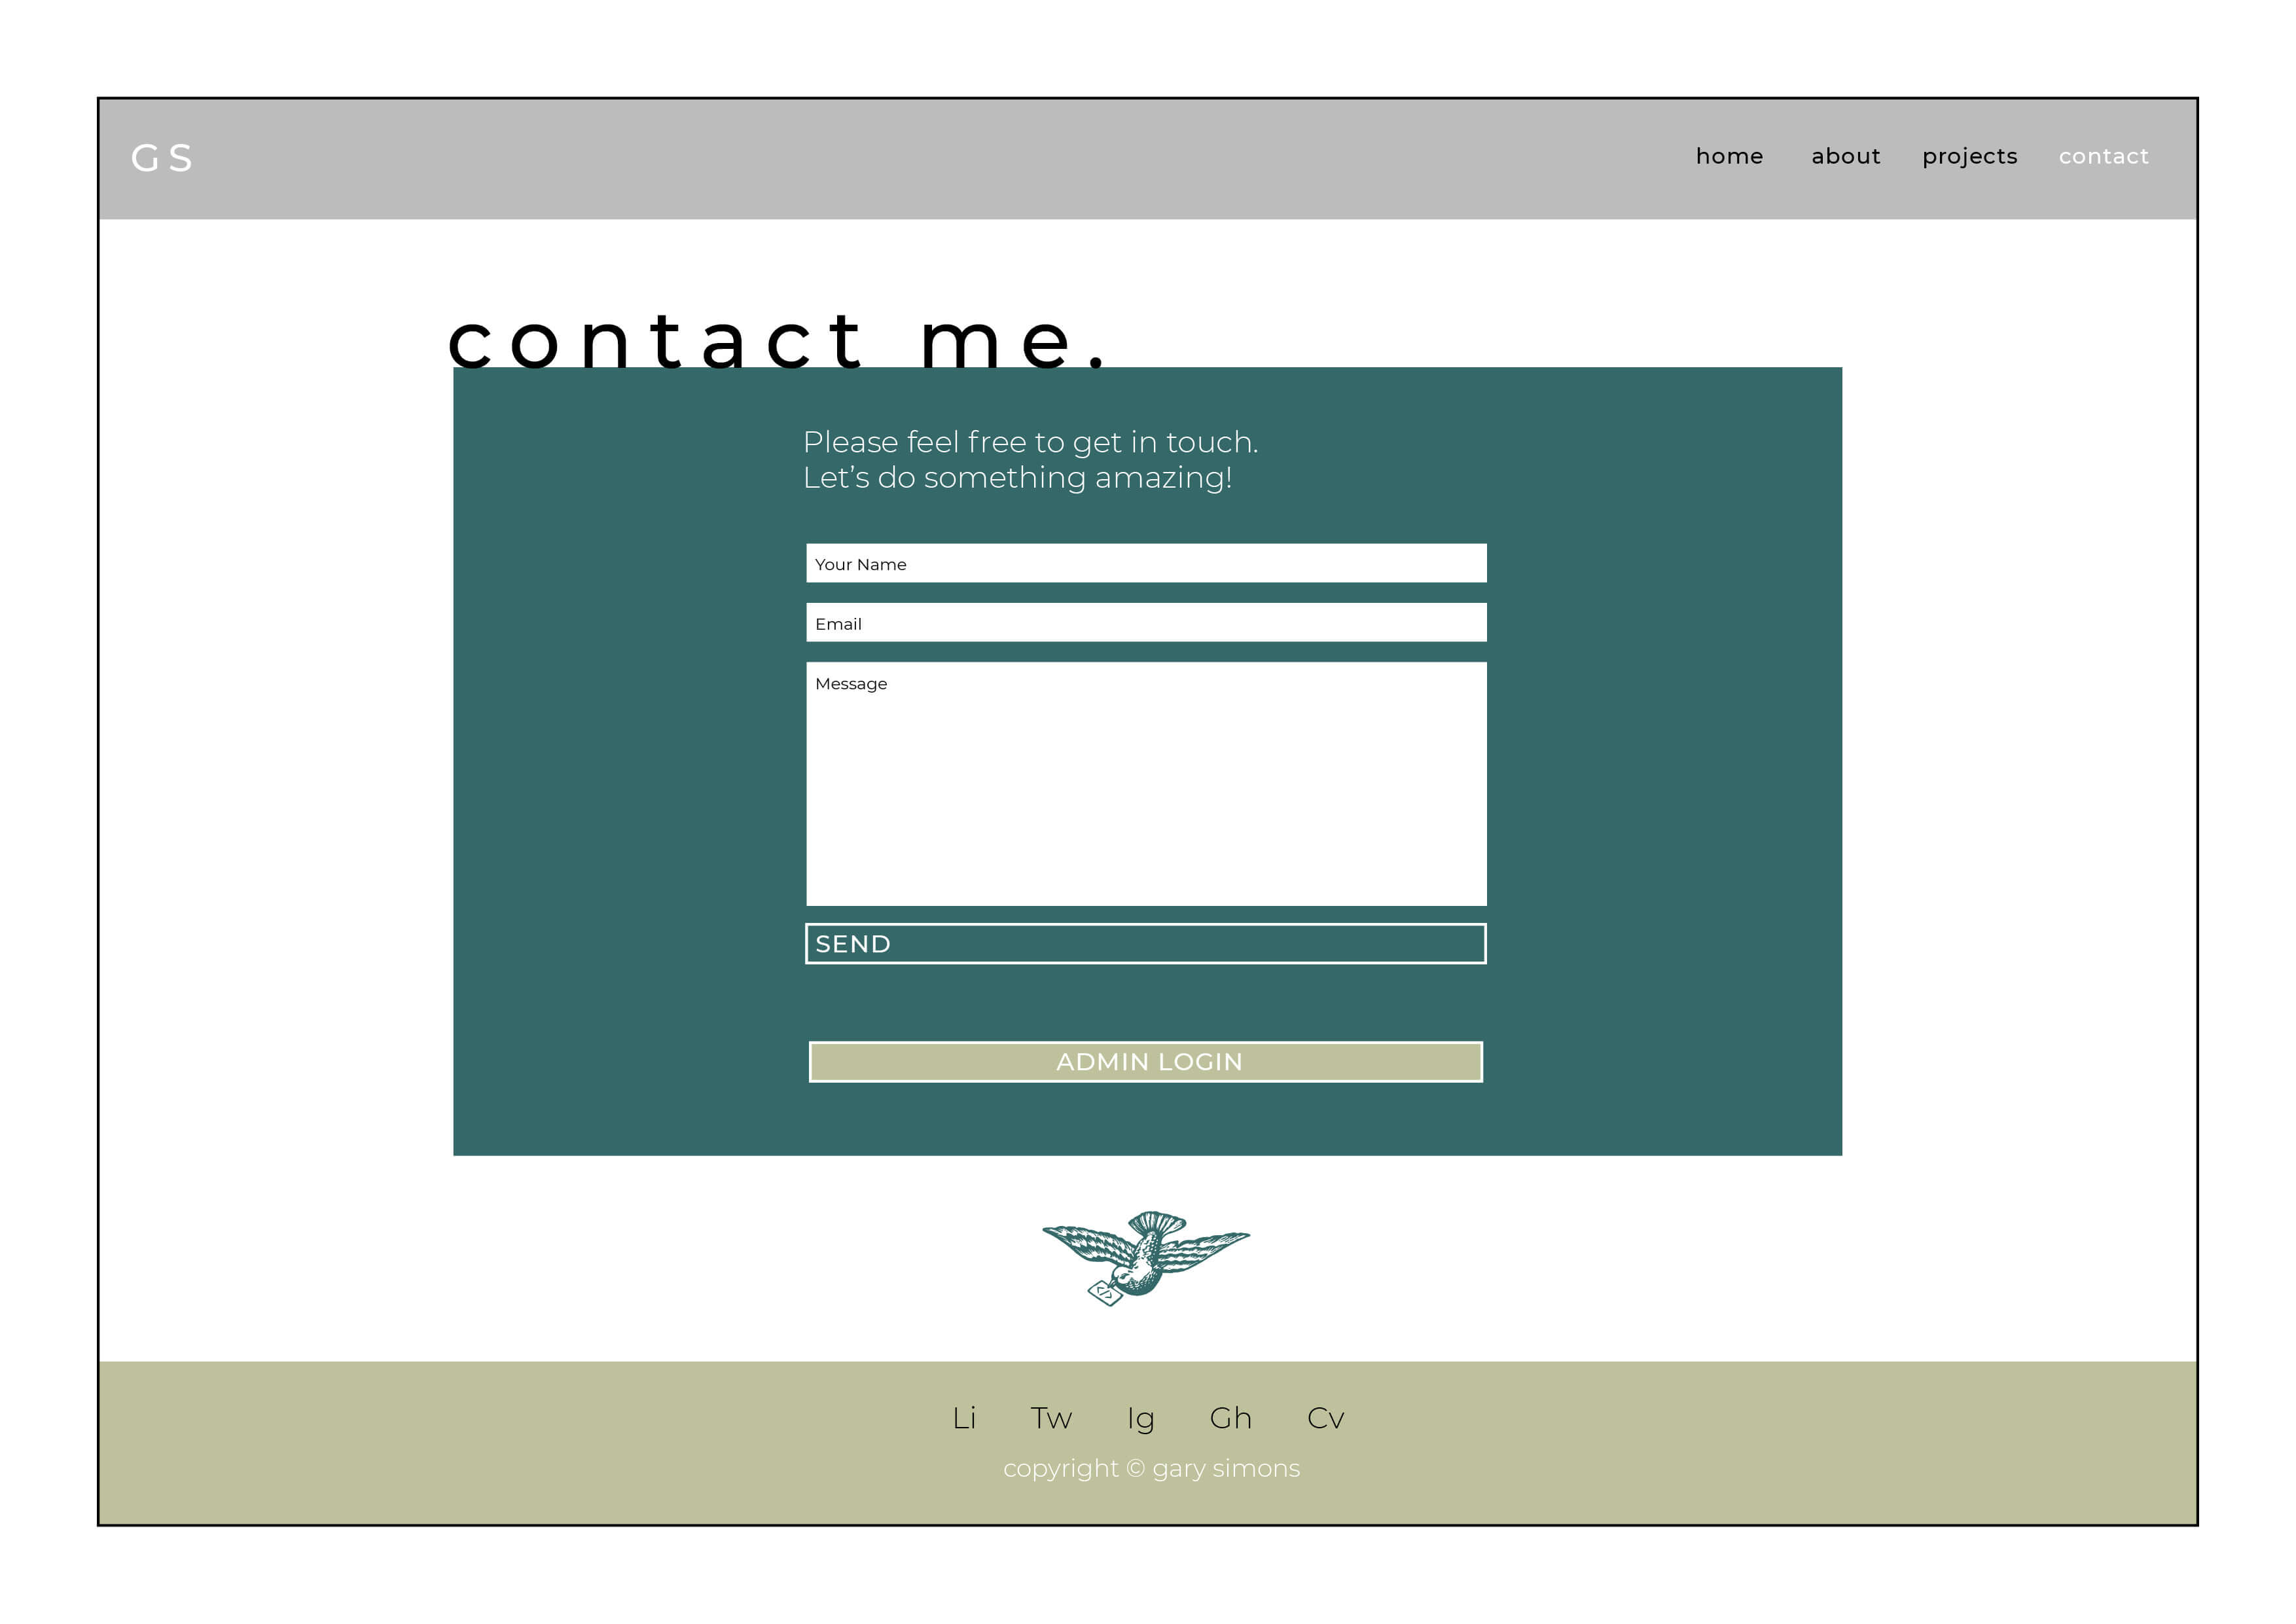 GS
home about projects contact
contact me.
Please feel free to get in touch.
Let's do something amazing!
Your Name
Email
Message
SEND
ADMIN LOGIN
</>
Li Tw Ig Gh Cv
copyright © gary simons